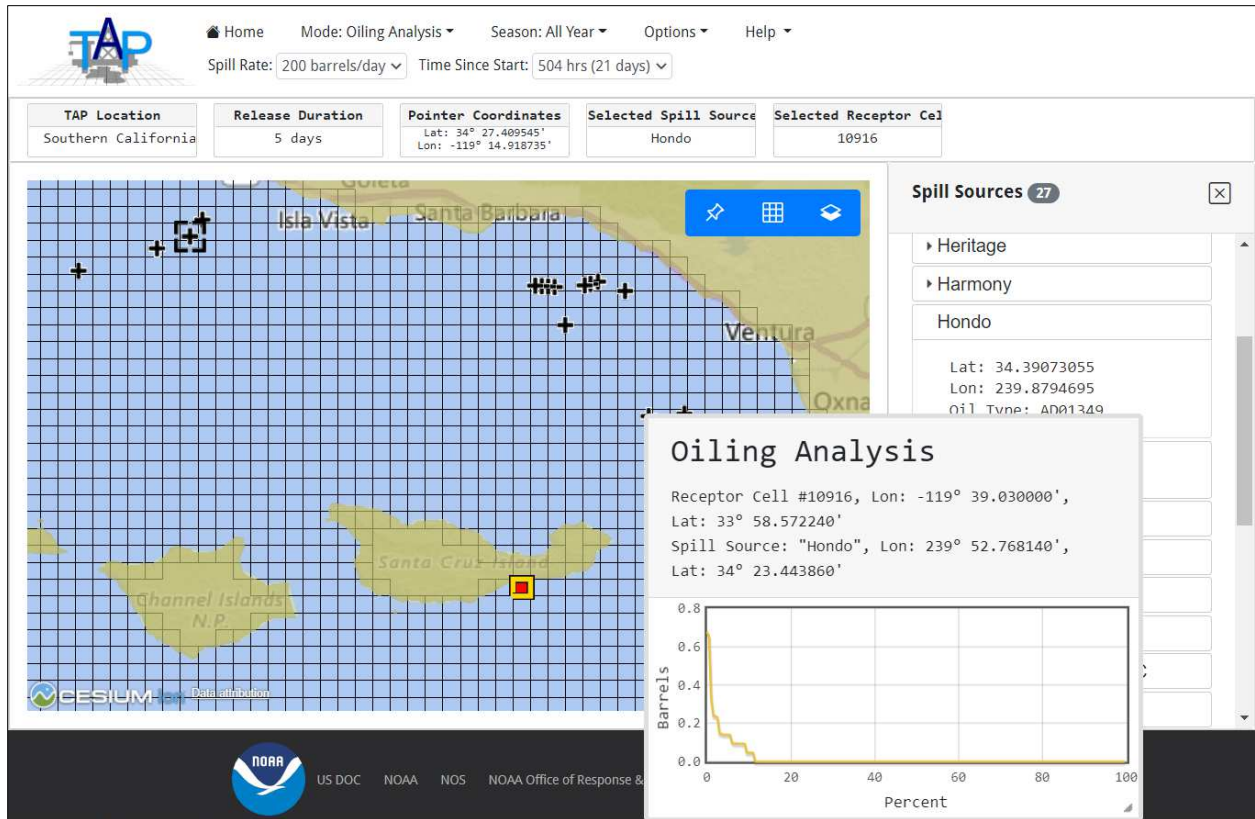 TAP
Home Mode: Oiling Analysis Season: All Year Options Help
Spill Rate: 200 barrels/day Time Since Start: 504 hrs (21 days)
TAP Location Release Duration Pointer Coordinates Selected Spill Source Selected Receptor Cel
Southern California 5 days Lat: 34° 27.409545' Hondo 10916
Lon: -119° 14.918735'
Goleta
Isla Vista Santa Barbara
Ventura
Oxna
Santa Cruz Island
Channel Islands
N.P.
CESIUM ion Data attribution
Spill Sources 27
Heritage
Harmony
Hondo
Lat: 34.39073055
Lon: 239.8794695
Oil Type: AD01349
Oiling Analysis
Receptor Cell #10916, Lon: -119° 39.030000',
Lat: 33° 58.572240'
Spill Source: "Hondo", Lon: 239° 52.768140',
Lat: 34° 23.443860'
0.8
0.6
0.4
0.2
0.0
Barrels
0 20 40 60 80 100
Percent
NOAA
US DOC NOAA NOS NOAA Office of Response &